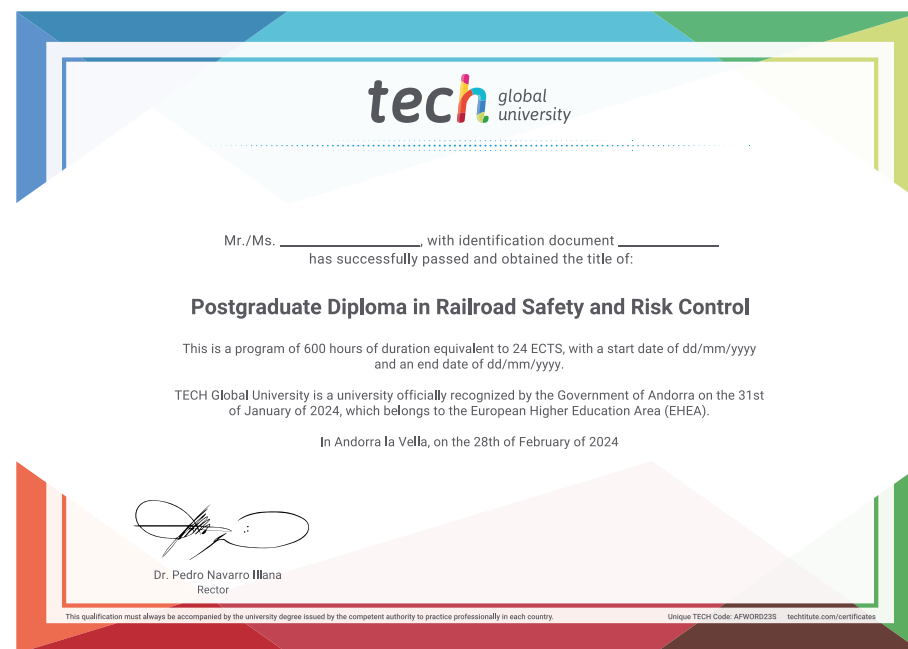 tech global university
Mr./Ms. ____________, with identification document ____________
has successfully passed and obtained the title of:
Postgraduate Diploma in Railroad Safety and Risk Control
This is a program of 600 hours of duration equivalent to 24 ECTS, with a start date of dd/mm/yyyy
and an end date of dd/mm/yyyy.
TECH Global University is a university officially recognized by the Government of Andorra on the 31st
of January of 2024, which belongs to the European Higher Education Area (EHEA).
In Andorra la Vella, on the 28th of February of 2024
Dr. Pedro Navarro Illana
Rector
This qualification must always be accompanied by the university degree issued by the competent authority to practice professionally in each country. Unique TECH Code: AFWORD23S techtitute.com/certificates